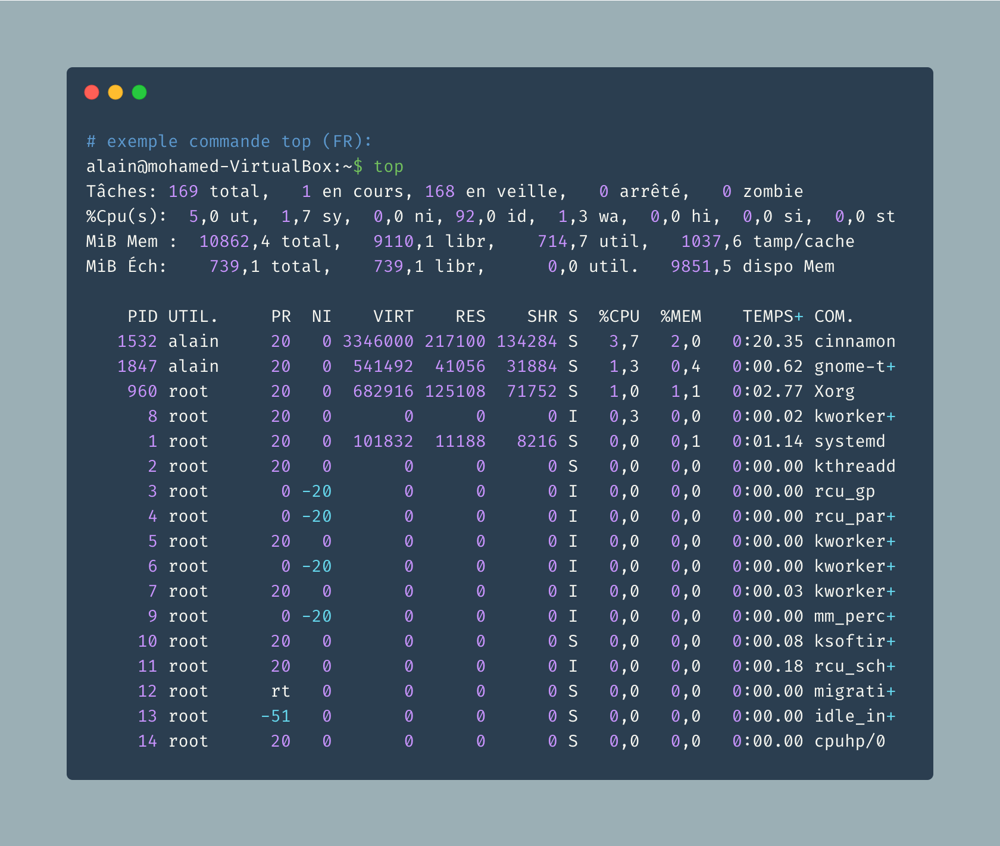 # exemple commande top (FR):
alain@mohamed-VirtualBox:~$ top
Tâches: 169 total,   1 en cours, 168 en veille,   0 arrêté,   0 zombie
%Cpu(s):  5,0 ut,  1,7 sy,  0,0 ni, 92,0 id,  1,3 wa,  0,0 hi,  0,0 si,  0,0 st
MiB Mem :  10862,4 total,   9110,1 libr,    714,7 util,   1037,6 tamp/cache
MiB Éch:    739,1 total,    739,1 libr,      0,0 util.   9851,5 dispo Mem

    PID UTIL.     PR  NI    VIRT    RES    SHR S  %CPU  %MEM    TEMPS+ COM.
   1532 alain     20   0 3346000 217100 134284 S   3,7   2,0   0:20.35 cinnamon
   1847 alain     20   0  541492  41056  31884 S   1,3   0,4   0:00.62 gnome-t+
    960 root      20   0  682916 125108  71752 S   1,0   1,1   0:02.77 Xorg
      8 root      20   0       0      0      0 I   0,3   0,0   0:00.02 kworker+
      1 root      20   0  101832  11188   8216 S   0,0   0,1   0:01.14 systemd
      2 root      20   0       0      0      0 S   0,0   0,0   0:00.00 kthreadd
      3 root       0 -20       0      0      0 I   0,0   0,0   0:00.00 rcu_gp
      4 root       0 -20       0      0      0 I   0,0   0,0   0:00.00 rcu_par+
      5 root      20   0       0      0      0 I   0,0   0,0   0:00.00 kworker+
      6 root       0 -20       0      0      0 I   0,0   0,0   0:00.00 kworker+
      7 root      20   0       0      0      0 I   0,0   0,0   0:00.03 kworker+
      9 root       0 -20       0      0      0 I   0,0   0,0   0:00.00 mm_perc+
     10 root      20   0       0      0      0 S   0,0   0,0   0:00.08 ksoftir+
     11 root      20   0       0      0      0 I   0,0   0,0   0:00.18 rcu_sch+
     12 root      rt   0       0      0      0 S   0,0   0,0   0:00.00 migrati+
     13 root     -51   0       0      0      0 S   0,0   0,0   0:00.00 idle_in+
     14 root      20   0       0      0      0 S   0,0   0,0   0:00.00 cpuhp/0